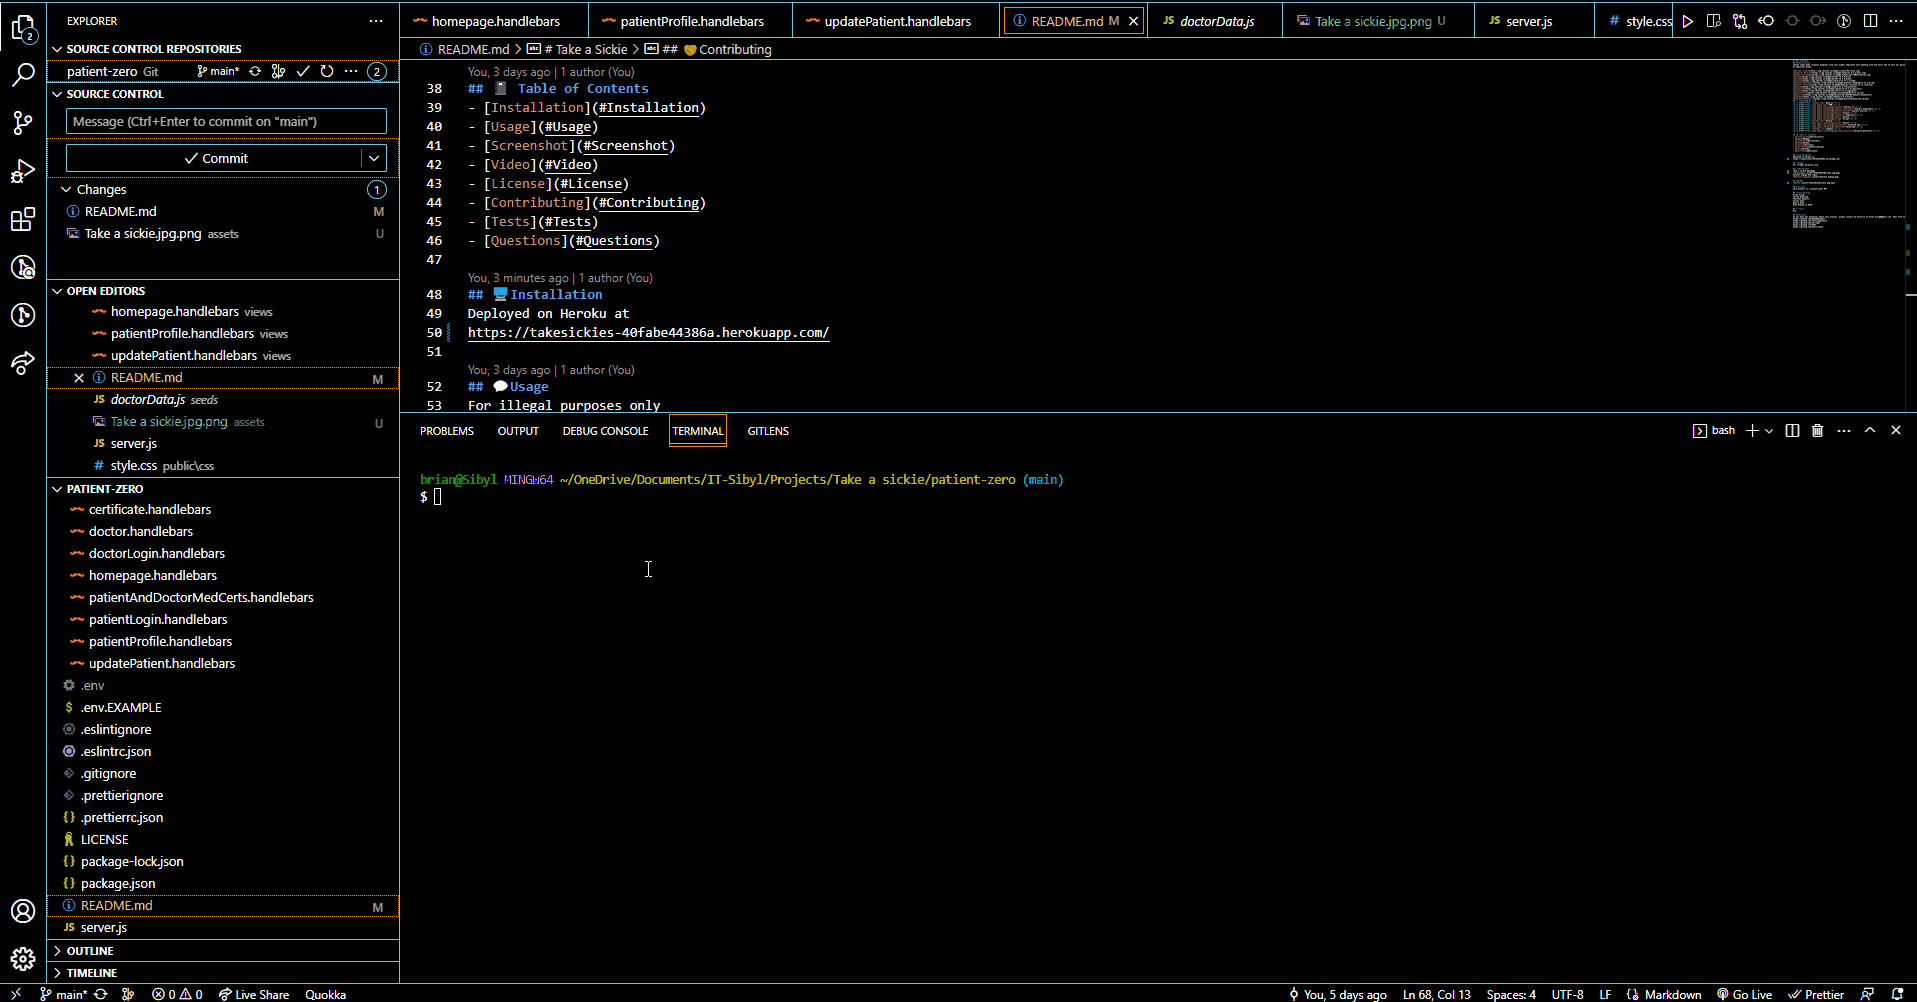 EXPLORER
SOURCE CONTROL REPOSITORIES
patient-zero Git main* 2
SOURCE CONTROL
Message (Ctrl+Enter to commit on "main")
Commit
Changes 1
README.md M
Take a sickie.jpg.png assets U
OPEN EDITORS
homepage.handlebars views
patientProfile.handlebars views
updatePatient.handlebars views
README.md M
JS doctorData.js seeds
Take a sickie.jpg.png assets U
JS server.js
# style.css public\css
PATIENT-ZERO
certificate.handlebars
doctor.handlebars
doctorLogin.handlebars
homepage.handlebars
patientAndDoctorMedCerts.handlebars
patientLogin.handlebars
patientProfile.handlebars
updatePatient.handlebars
.env
$ .env.EXAMPLE
.eslintignore
.eslintrc.json
.gitignore
.prettierignore
{} .prettierrc.json
LICENSE
{} package-lock.json
{} package.json
README.md M
JS server.js
OUTLINE
TIMELINE
2
homepage.handlebars patientProfile.handlebars updatePatient.handlebars README.md M JS doctorData.js Take a sickie.jpg.png U JS server.js # style.css
README.md > # Take a Sickie > ## 🤝Contributing
You, 3 days ago | 1 author (You)
38 ## 📓 Table of Contents
39 - [Installation](#Installation)
40 - [Usage](#Usage)
41 - [Screenshot](#Screenshot)
42 - [Video](#Video)
43 - [License](#License)
44 - [Contributing](#Contributing)
45 - [Tests](#Tests)
46 - [Questions](#Questions)
47
You, 3 minutes ago | 1 author (You)
48 ## 💻Installation
49 Deployed on Heroku at
50 https://takesickies-40fabe44386a.herokuapp.com/
51
You, 3 days ago | 1 author (You)
52 ## 💬Usage
53 For illegal purposes only
PROBLEMS OUTPUT DEBUG CONSOLE TERMINAL GITLENS bash
brian@Sibyl MINGW64 ~/OneDrive/Documents/IT-Sibyl/Projects/Take a sickie/patient-zero (main)
$
main* 0 0 Live Share Quokka You, 5 days ago Ln 68, Col 13 Spaces: 4 UTF-8 LF {} Markdown Go Live Prettier